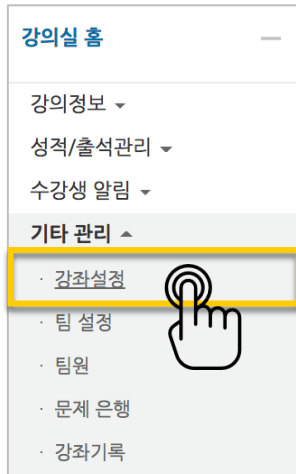 강의실 홈
강의정보
성적/출석관리
수강생 알림
기타 관리
· 강좌설정
· 팀 설정
· 팀원
· 문제 은행
· 강좌기록